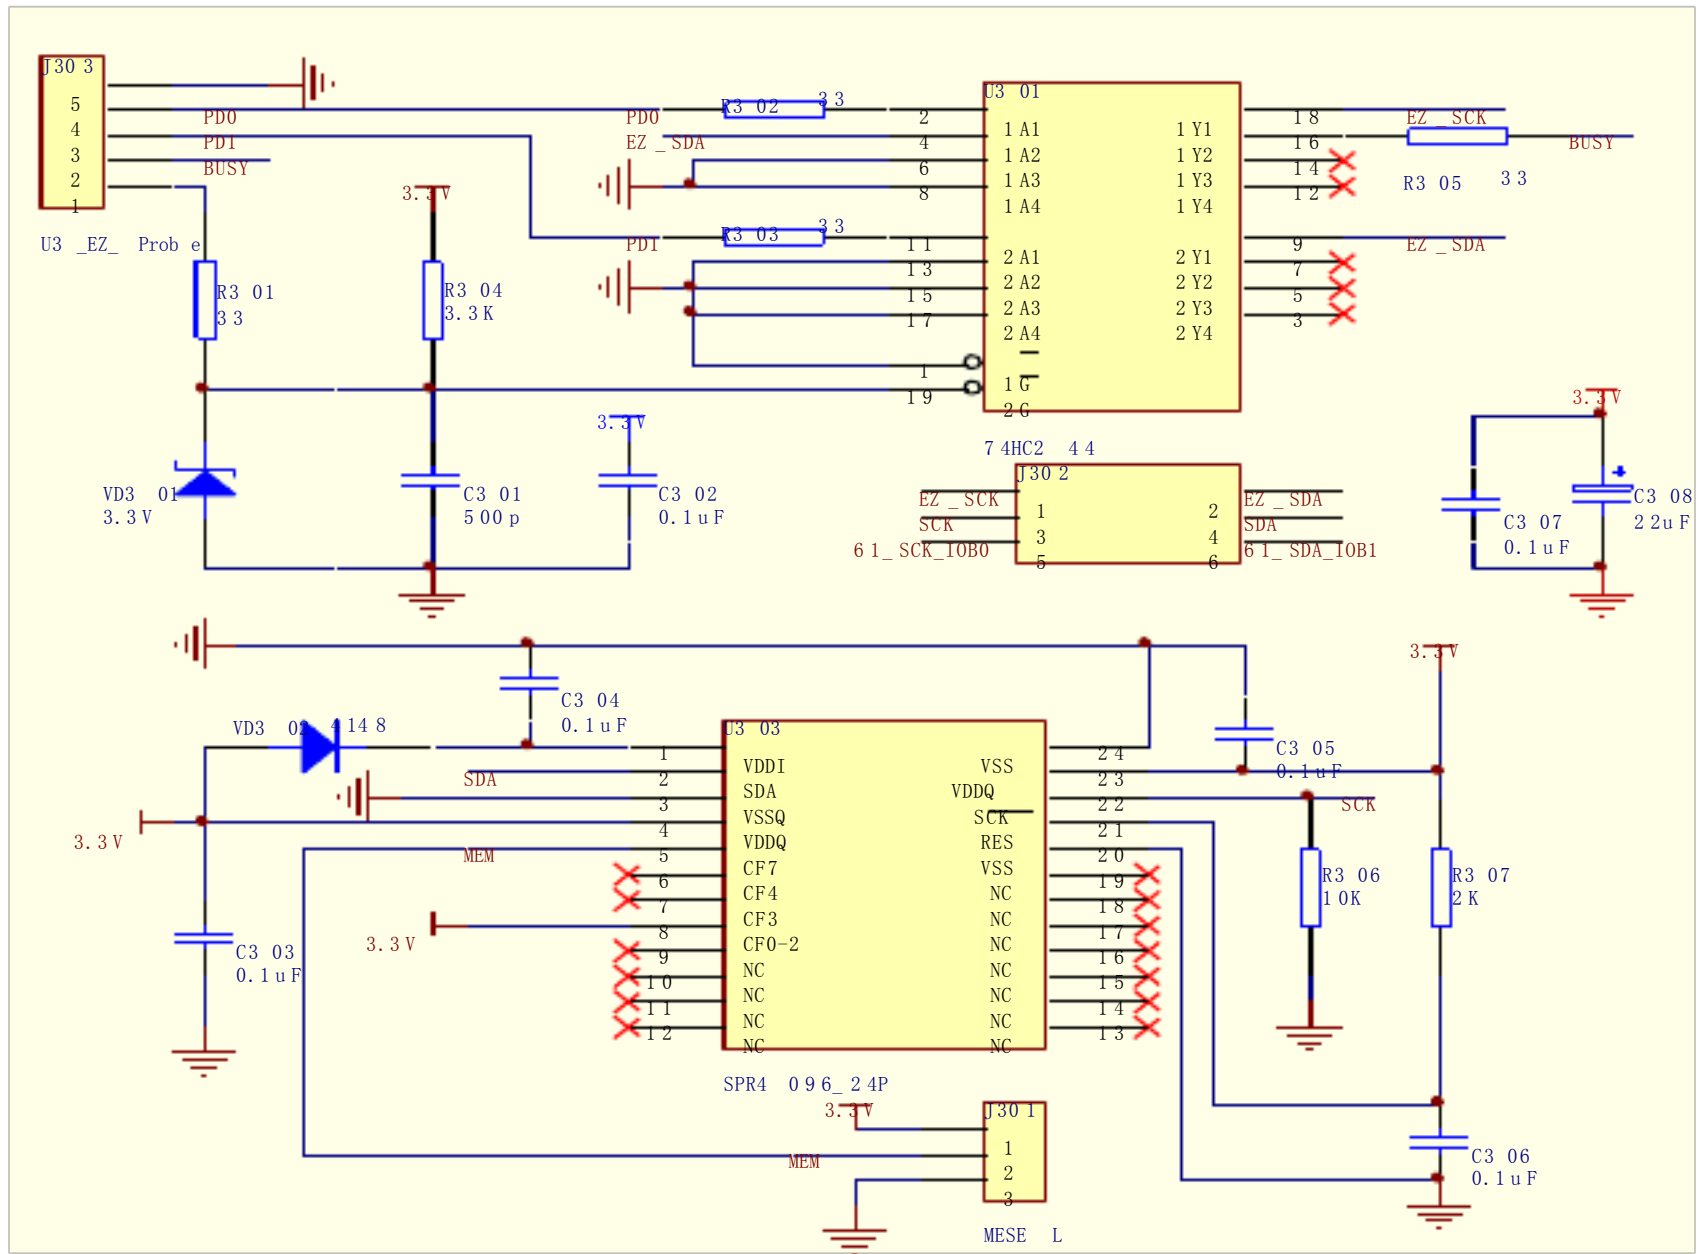 J303
5
4
3
2
1
PD0
PD1
BUSY
U3_EZ_Probe
R301
33
3.3V
R304
3.3K
VD301
3.3V
C301
500p
3.3V
C302
0.1uF
PD0
EZ_SDA
R302
33
PD1
R303
33
U301
2
4
6
8
11
13
15
17
1
19
1A1
1A2
1A3
1A4
2A1
2A2
2A3
2A4
1G
2G
1Y1
1Y2
1Y3
1Y4
2Y1
2Y2
2Y3
2Y4
18
16
14
12
9
7
5
3
EZ_SCK
BUSY
R305
33
EZ_SDA
74HC244
J302
EZ_SCK
SCK
61_SCK_IOB0
1
3
5
2
4
6
EZ_SDA
SDA
61_SDA_IOB1
3.3V
C307
0.1uF
C308
22uF
C304
0.1uF
VD302
4148
SDA
3.3V
MEM
3.3V
C303
0.1uF
U303
1
2
3
4
5
6
7
8
9
10
11
12
VDDI
SDA
VSSQ
VDDQ
CF7
CF4
CF3
CF0-2
NC
NC
NC
NC
VSS
VDDQ
SCK
RES
VSS
NC
NC
NC
NC
NC
NC
NC
24
23
22
21
20
19
18
17
16
15
14
13
SPR4096_24P
C305
0.1uF
3.3V
SCK
R306
10K
R307
2K
C306
0.1uF
3.3V
J301
1
2
3
MEM
MESEL